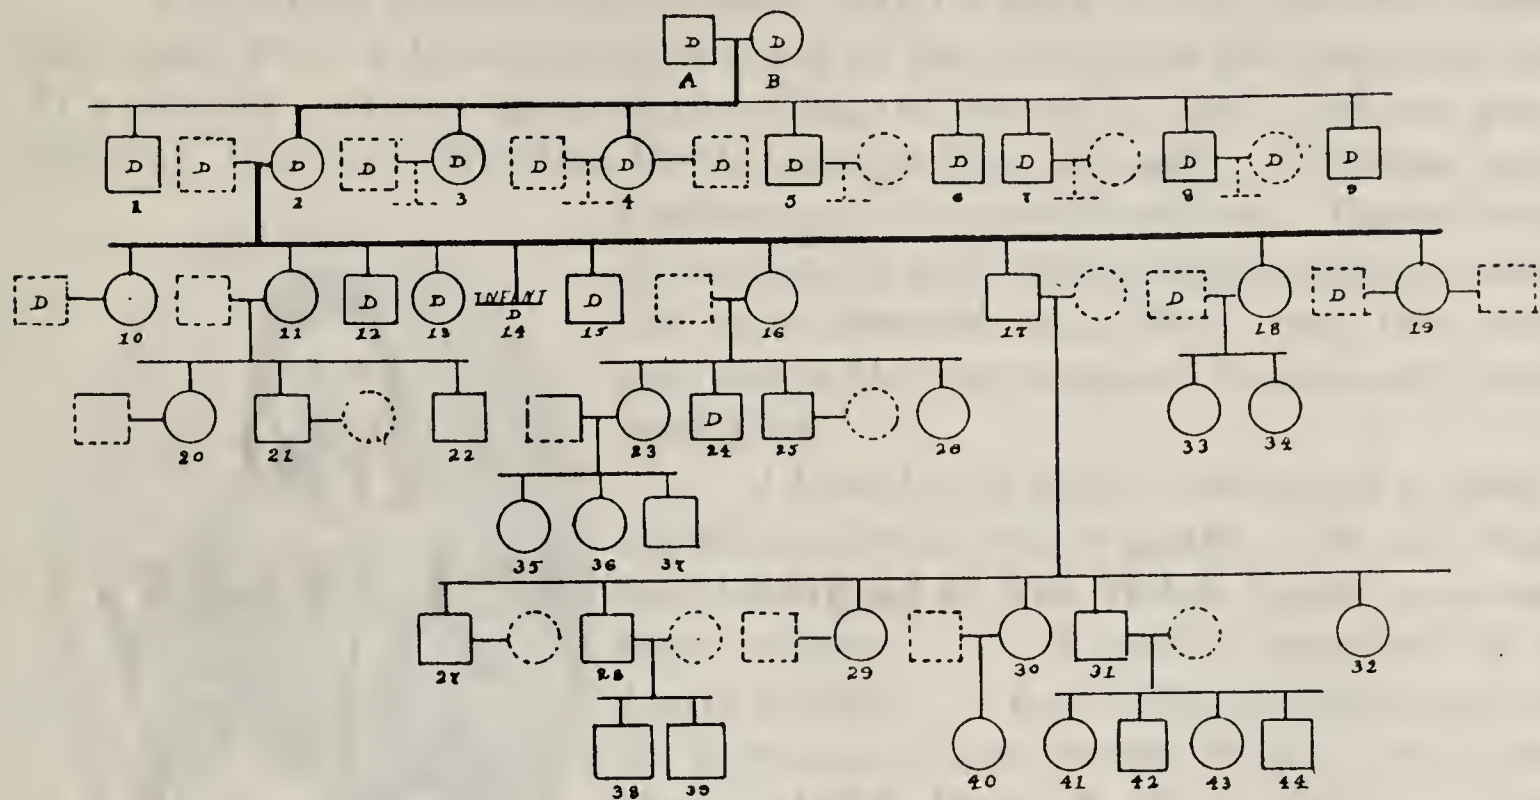 D D
A B
D D D D D D D D D D D D D D
1 2 3 4 5 6 7 8 9
D D D INFANT D D D D
10 11 12 13 14 15 16 17 18 19
D
20 21 22 23 24 25 26 33 34
35 36 37
27 28 29 30 31 32
38 39 40 41 42 43 44